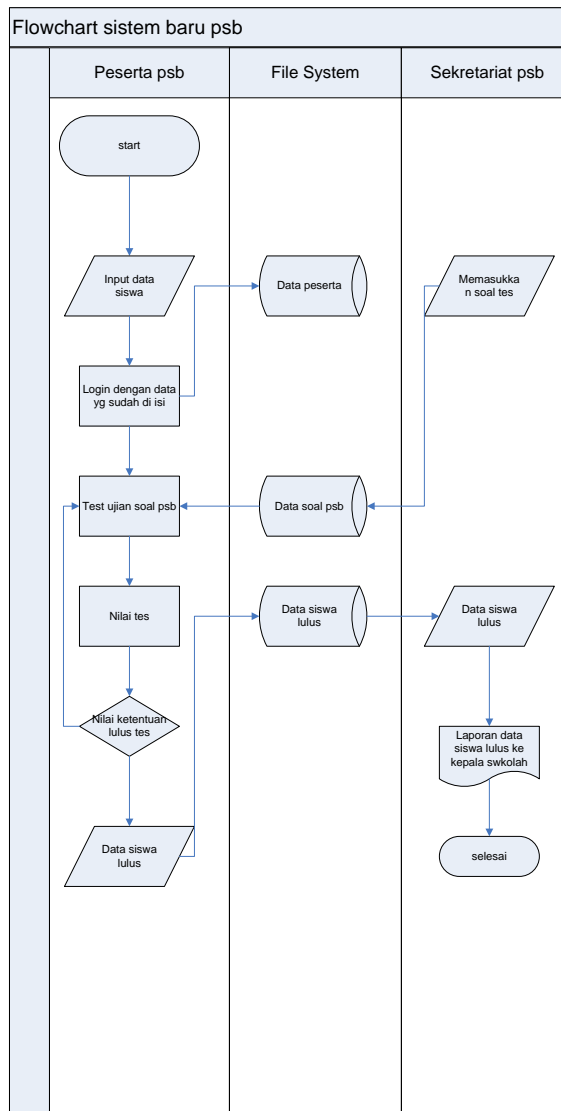 Flowchart sistem baru psb
Peserta psb
File System
Sekretariat psb
start
Input data
siswa
Data peserta
Memasukka
n soal tes
Login dengan data
yg sudah di isi
Test ujian soal psb
Data soal psb
Nilai tes
Data siswa
lulus
Data siswa
lulus
Nilai ketentuan
lulus tes
Laporan data
siswa lulus ke
kepala swkolah
Data siswa
lulus
selesai